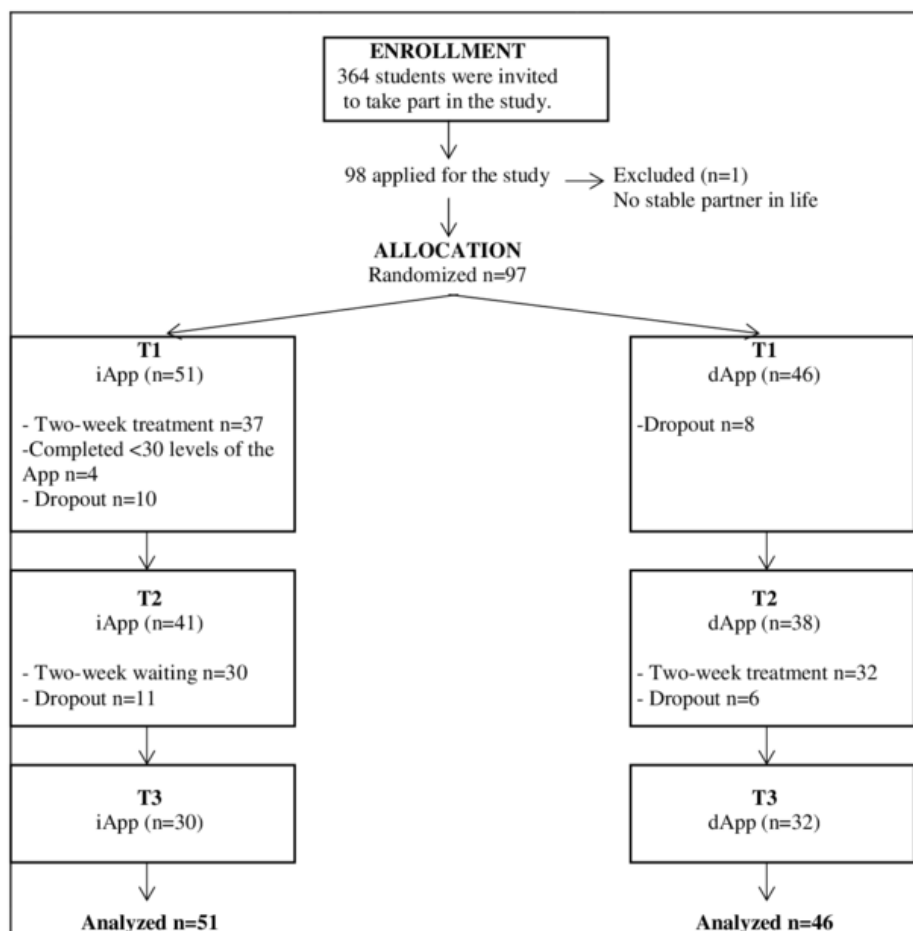 ENROLLMENT
364 students were invited
to take part in the study.
98 applied for the study
Excluded (n=1)
No stable partner in life
ALLOCATION
Randomized n=97
T1
iApp (n=51)
- Two-week treatment n=37
-Completed <30 levels of the
App n=4
- Dropout n=10
T1
dApp (n=46)
-Dropout n=8
T2
iApp (n=41)
- Two-week waiting n=30
- Dropout n=11
T2
dApp (n=38)
- Two-week treatment n=32
- Dropout n=6
T3
iApp (n=30)
T3
dApp (n=32)
Analyzed n=51
Analyzed n=46